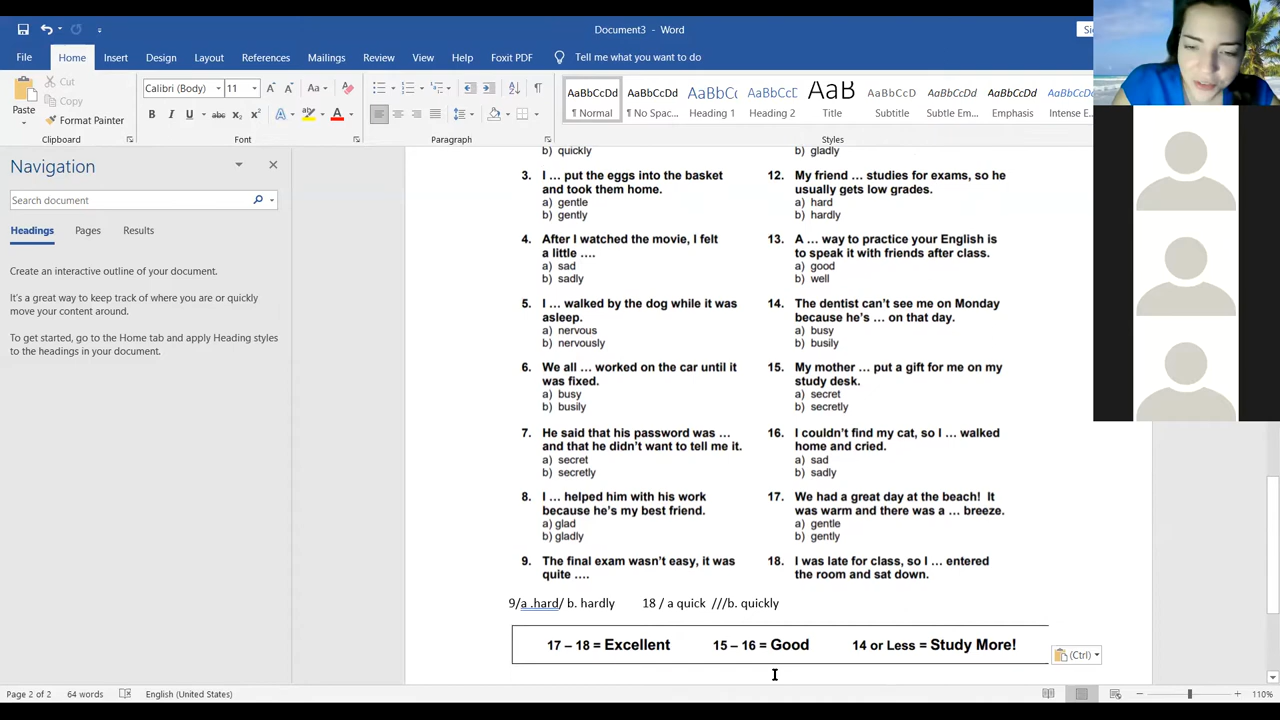 Document3 - Word
File Home Insert Design Layout References Mailings Review View Help Foxit PDF Tell me what you want to do
Cut
Copy
Paste
Format Painter
Calibri (Body) 11
AaBbCcDd AaBbCcDd AaBbCc AaBbCcD AaB AaBbCcD AaBbCcDd AaBbCcDd AaBbCcDd
¶ Normal ¶ No Spac... Heading 1 Heading 2 Title Subtitle Subtle Em... Emphasis Intense E...
Clipboard Font Paragraph Styles
Navigation
Search document
Headings Pages Results
Create an interactive outline of your document.
It's a great way to keep track of where you are or quickly
move your content around.
To get started, go to the Home tab and apply Heading styles
to the headings in your document.
b) quickly
3. I ... put the eggs into the basket
and took them home.
a) gentle
b) gently
4. After I watched the movie, I felt
a little ....
a) sad
b) sadly
5. I ... walked by the dog while it was
asleep.
a) nervous
b) nervously
6. We all ... worked on the car until it
was fixed.
a) busy
b) busily
7. He said that his password was ...
and that he didn't want to tell me it.
a) secret
b) secretly
8. I ... helped him with his work
because he's my best friend.
a) glad
b) gladly
9. The final exam wasn't easy, it was
quite ....
b) gladly
12. My friend ... studies for exams, so he
usually gets low grades.
a) hard
b) hardly
13. A ... way to practice your English is
to speak it with friends after class.
a) good
b) well
14. The dentist can't see me on Monday
because he's ... on that day.
a) busy
b) busily
15. My mother ... put a gift for me on my
study desk.
a) secret
b) secretly
16. I couldn't find my cat, so I ... walked
home and cried.
a) sad
b) sadly
17. We had a great day at the beach! It
was warm and there was a ... breeze.
a) gentle
b) gently
18. I was late for class, so I ... entered
the room and sat down.
9/a .hard/ b. hardly 18 / a quick ///b. quickly
17 – 18 = Excellent 15 – 16 = Good 14 or Less = Study More!
(Ctrl)
Page 2 of 2 64 words English (United States) 110%